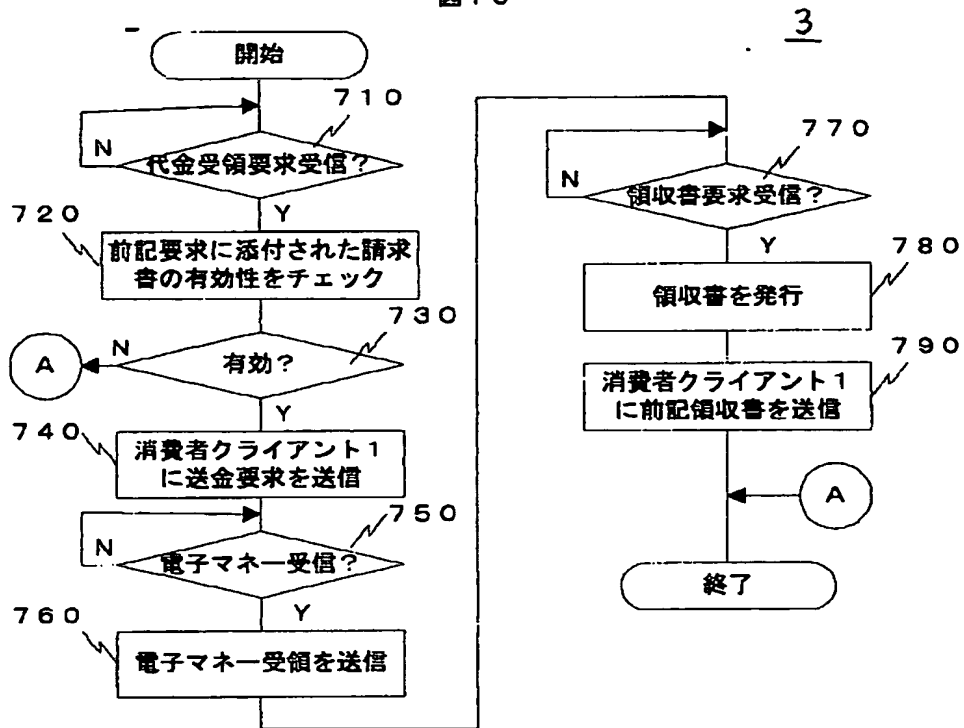 3
開始
710
N
代金受領要求受信?
Y
720
前記要求に添付された請求
書の有効性をチェック
730
A
N
有効?
Y
740
消費者クライアント1
に送金要求を送信
750
N
電子マネー受信?
Y
760
電子マネー受領を送信
770
N
領収書要求受信?
Y
780
領収書を発行
790
消費者クライアント1
に前記領収書を送信
A
終了